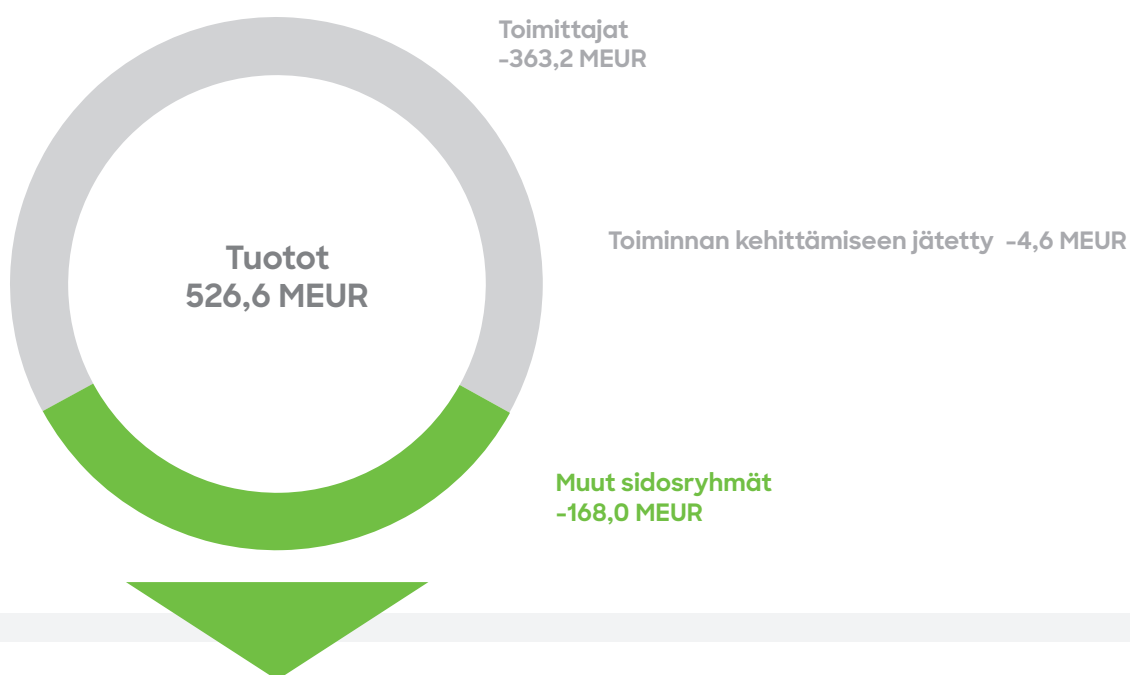 Toimittajat
-363,2 MEUR
Toiminnan kehittämiseen jätetty -4,6 MEUR
Tuotot
526,6 MEUR
Muut sidosryhmät
-168,0 MEUR